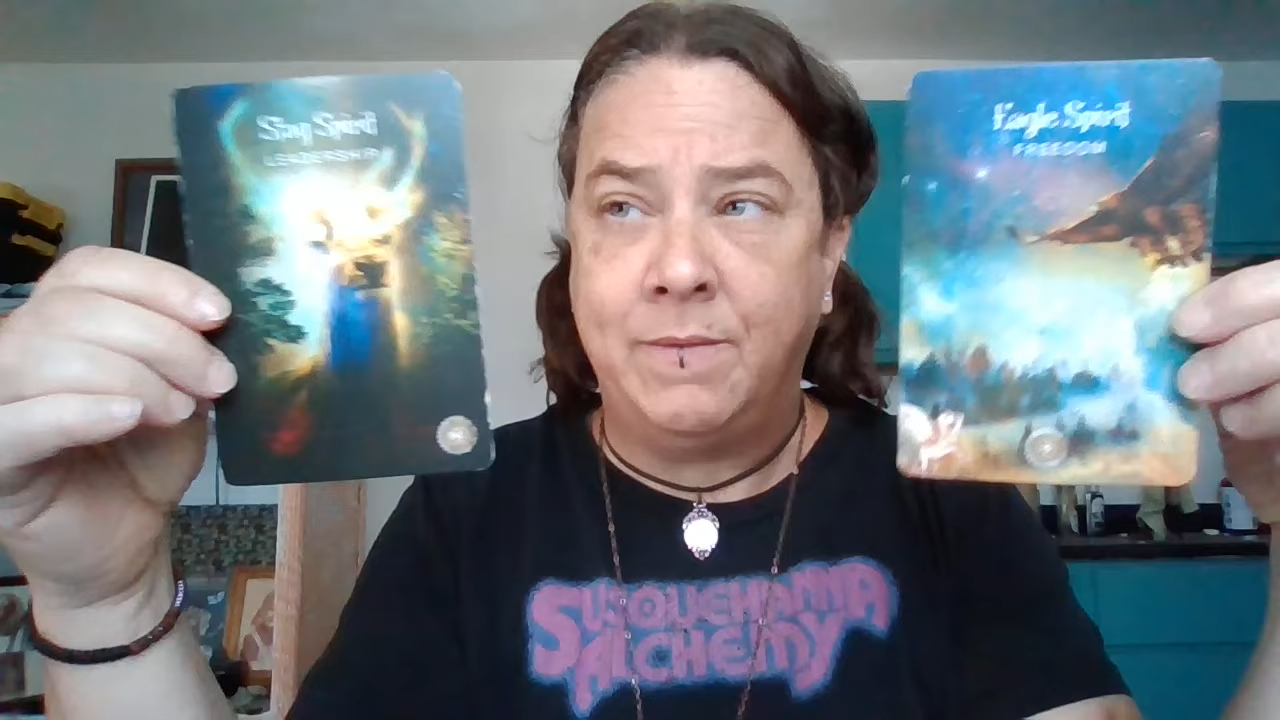 Stag Spirit
LEADERSHIP
Eagle Spirit
FREEDOM
SUSQUEHANNA
ALCHEMY